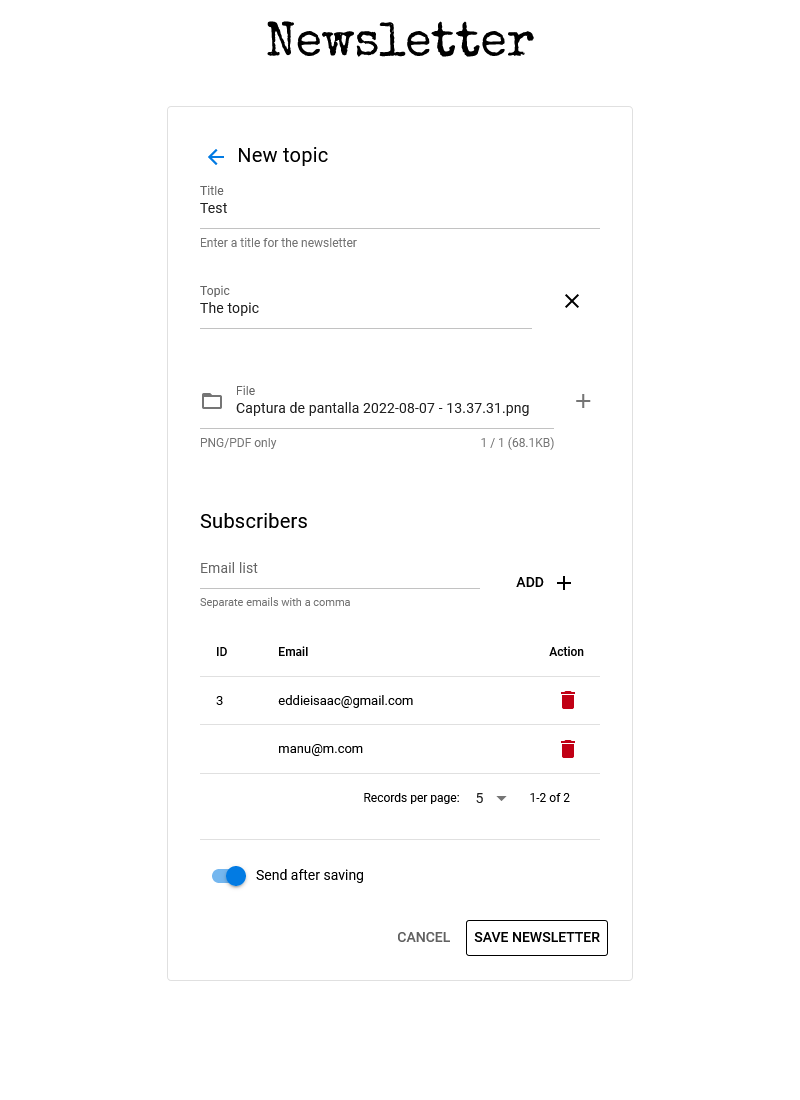 Newsletter
New topic
Title
Test
Enter a title for the newsletter
Topic
The topic
File
Captura de pantalla 2022-08-07 - 13.37.31.png
PNG/PDF only 1 / 1 (68.1KB)
Subscribers
Email list
ADD
Separate emails with a comma
ID Email Action
3 eddieisaac@gmail.com
manu@m.com
Records per page: 5 1-2 of 2
Send after saving
CANCEL SAVE NEWSLETTER